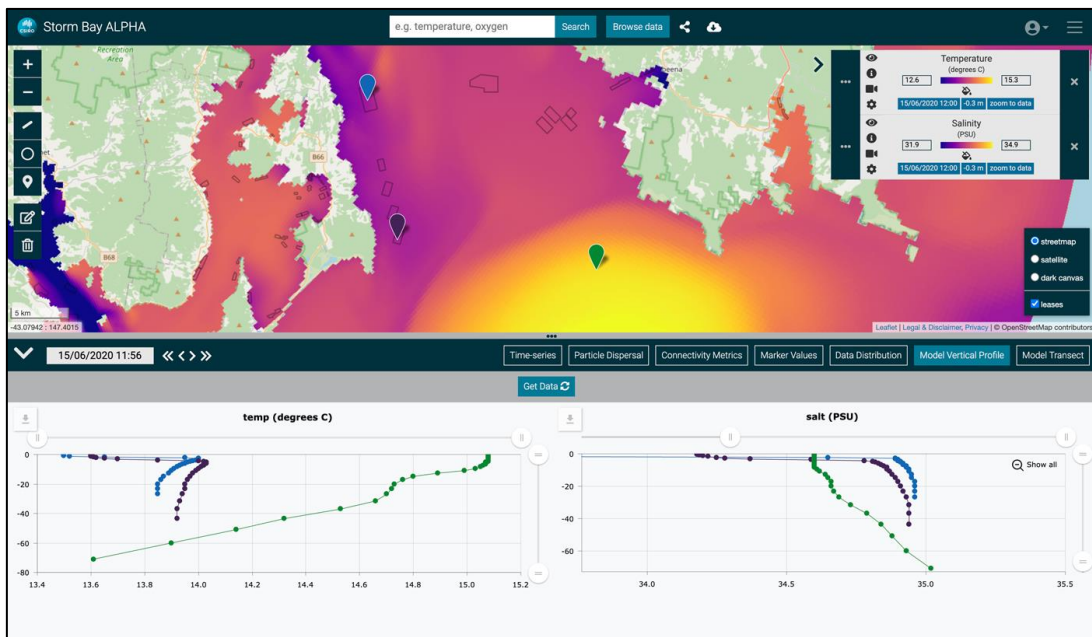 CSIRO
Storm Bay ALPHA
e.g. temperature, oxygen
Search
Browse data
Recreation
Area
B66
B68
5 km
-43.07942 : 147.4015
Temperature
(degrees C)
12.6
15.3
15/06/2020 12:00
-0.3 m
zoom to data
Salinity
(PSU)
31.9
34.9
15/06/2020 12:00
-0.3 m
zoom to data
streetmap
satellite
dark canvas
leases
Leaflet | Legal & Disclaimer, Privacy | © OpenStreetMap contributors
15/06/2020 11:56
Time-series
Particle Dispersal
Connectivity Metrics
Marker Values
Data Distribution
Model Vertical Profile
Model Transect
Get Data
temp (degrees C)
0
-20
-40
-60
-80
13.4 13.6 13.8 14.0 14.2 14.4 14.6 14.8 15.0 15.2
salt (PSU)
Show all
0
-20
-40
-60
34.0 34.5 35.0 35.5